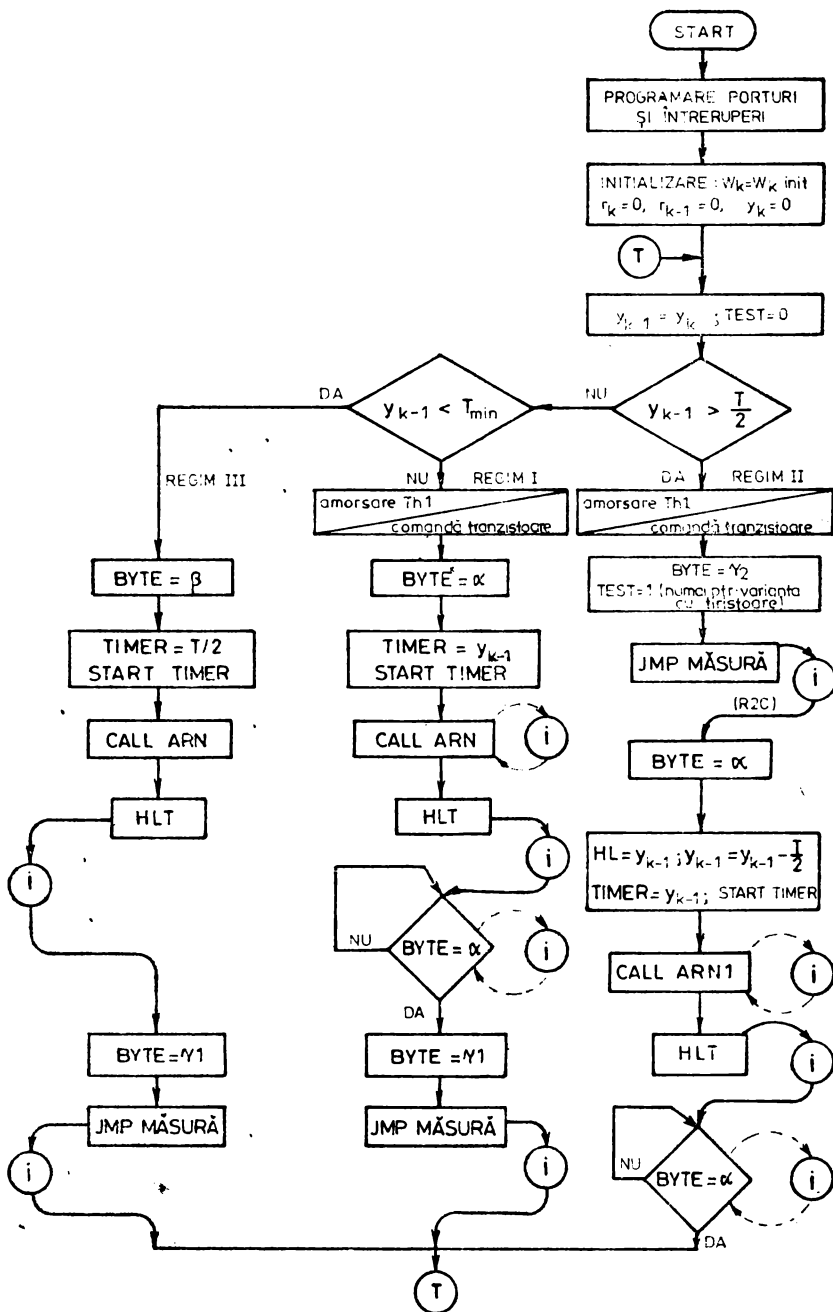 START
PROGRAMARE PORTURI
ŞI ÎNTRERUPERI
INITIALIZARE : Wk=Wk init
rk=0, rk-1=0, yk=0
T
yk-1 = yk ; TEST=0
yk-1 > T/2
NU
DA
yk-1 < Tmin
DA
NU
REGIM III
REGIM I
REGIM II
amorsare Th1
comandă tranzistoare
amorsare Th1
comandă tranzistoare
BYTE = β
TIMER = T/2
START TIMER
CALL ARN
HLT
i
BYTE = γ1
JMP MĂSURĂ
i
BYTE = α
TIMER = yk-1
START TIMER
CALL ARN
i
HLT
i
BYTE = α
NU
i
DA
BYTE = γ1
JMP MĂSURĂ
i
BYTE = γ2
TEST=1 (numai ptr. varianta
cu tiristoare)
JMP MĂSURĂ
i
(R2C)
BYTE = α
HL = yk-1 ; yk-1 = yk-1 - T/2
TIMER = yk-1; START TIMER
CALL ARN1
i
HLT
i
BYTE = α
NU
i
DA
T